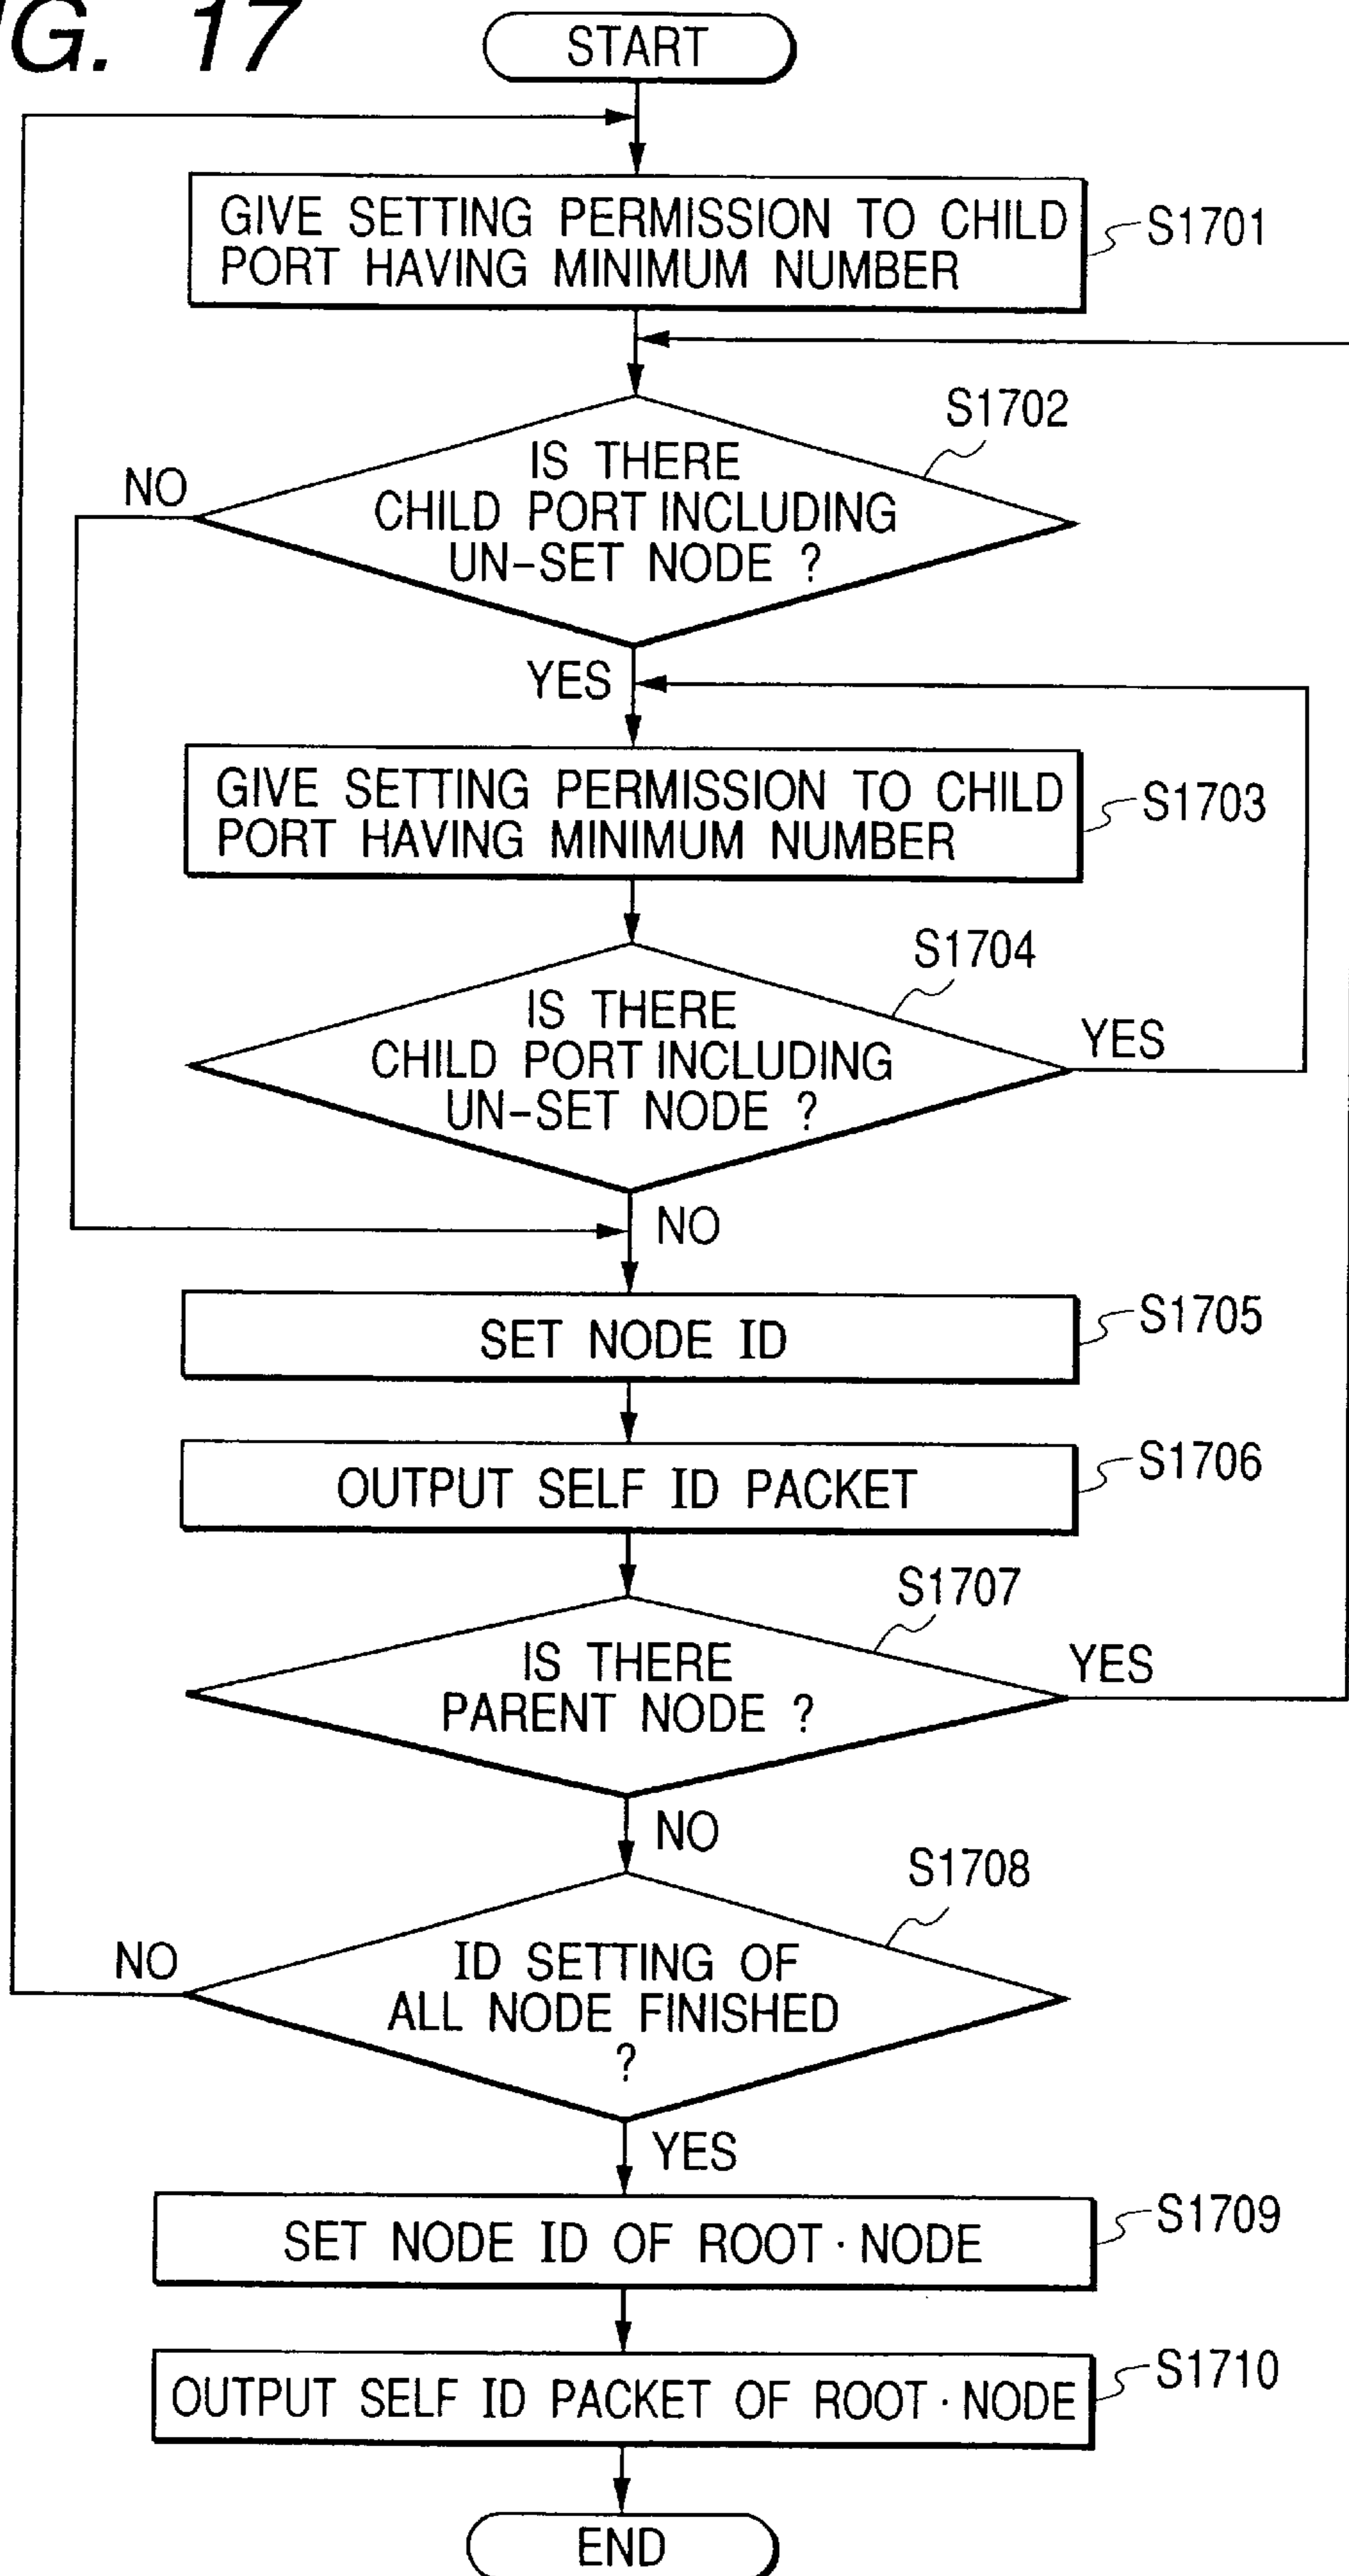 G. 17
START
GIVE SETTING PERMISSION TO CHILD
PORT HAVING MINIMUM NUMBER
S1701
S1702
IS THERE
CHILD PORT INCLUDING
UN-SET NODE ?
NO
YES
GIVE SETTING PERMISSION TO CHILD
PORT HAVING MINIMUM NUMBER
S1703
S1704
IS THERE
CHILD PORT INCLUDING
UN-SET NODE ?
YES
NO
SET NODE ID
S1705
OUTPUT SELF ID PACKET
S1706
S1707
IS THERE
PARENT NODE ?
YES
NO
S1708
ID SETTING OF
ALL NODE FINISHED
?
NO
YES
SET NODE ID OF ROOT·NODE
S1709
OUTPUT SELF ID PACKET OF ROOT·NODE
S1710
END